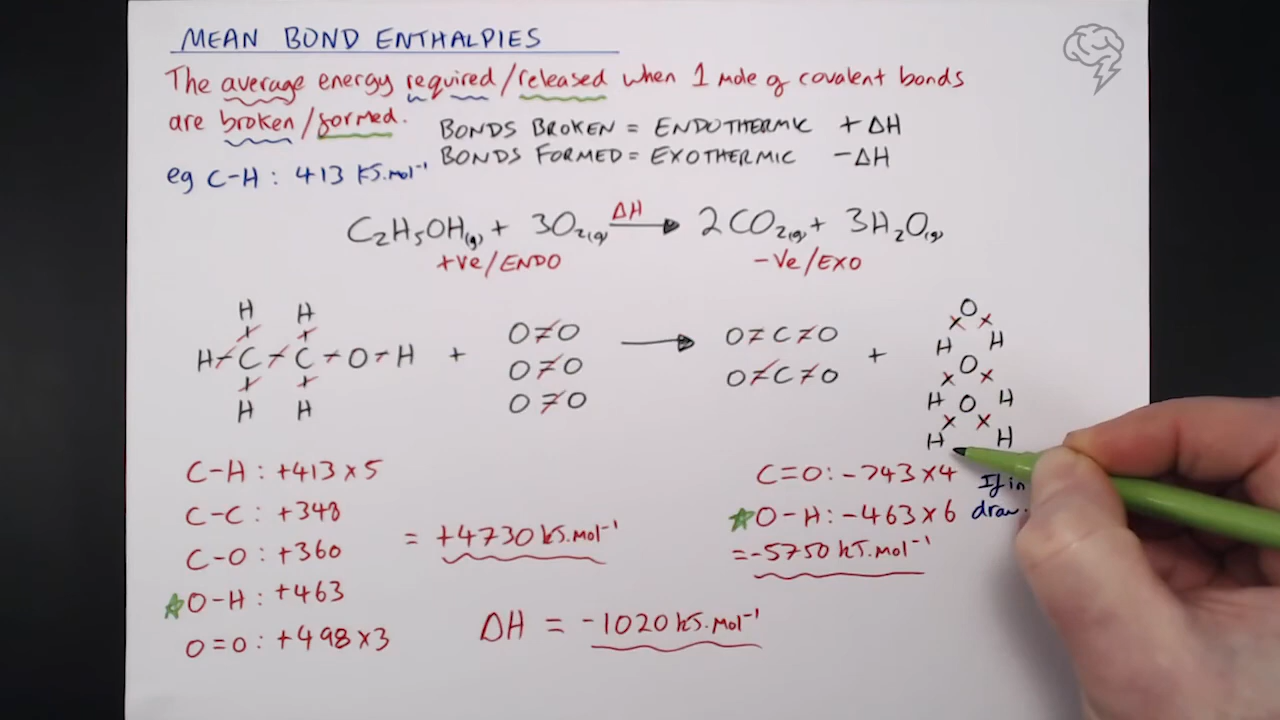 MEAN BOND ENTHALPIES
The average energy required/released when 1 mole of covalent bonds
are broken/formed.
BONDS BROKEN = ENDOTHERMIC +ΔH
BONDS FORMED = EXOTHERMIC -ΔH
eg C-H : 413 kJ.mol⁻¹
C₂H₅OH(g) + 3O₂(g) ΔH → 2CO₂(g) + 3H₂O(g)
+ve/ENDO -ve/EXO
H H
H-C-C-O-H + O=O → O=C=O + O
H H
O=O O=C=O H H
O
O=O H H
O
H H
H H
C-H : +413 x 5
C-C : +348
C-O : +360
O-H : +463
O=O : +498 x 3
= +4730 kJ.mol⁻¹
C=O : -743 x 4
O-H : -463 x 6
= -5750 kJ.mol⁻¹
If in
draw
ΔH = -1020 kJ.mol⁻¹